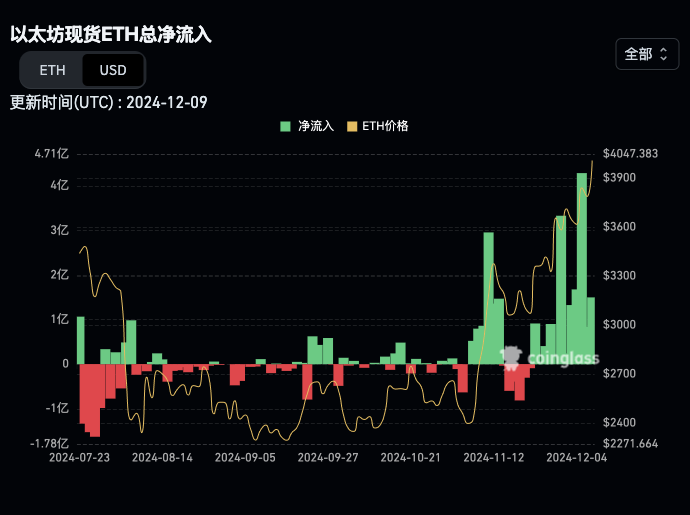 以太坊现货ETH总净流入
全部
ETH USD
更新时间(UTC) : 2024-12-09
净流入 ETH价格
4.71亿 $4047.383
4亿 $3900
3亿 $3600
2亿 $3300
1亿 $3000
0 $2700
-1亿 $2400
-1.78亿 $2271.664
coinglass
2024-07-23 2024-08-14 2024-09-05 2024-09-27 2024-10-21 2024-11-12 2024-12-04